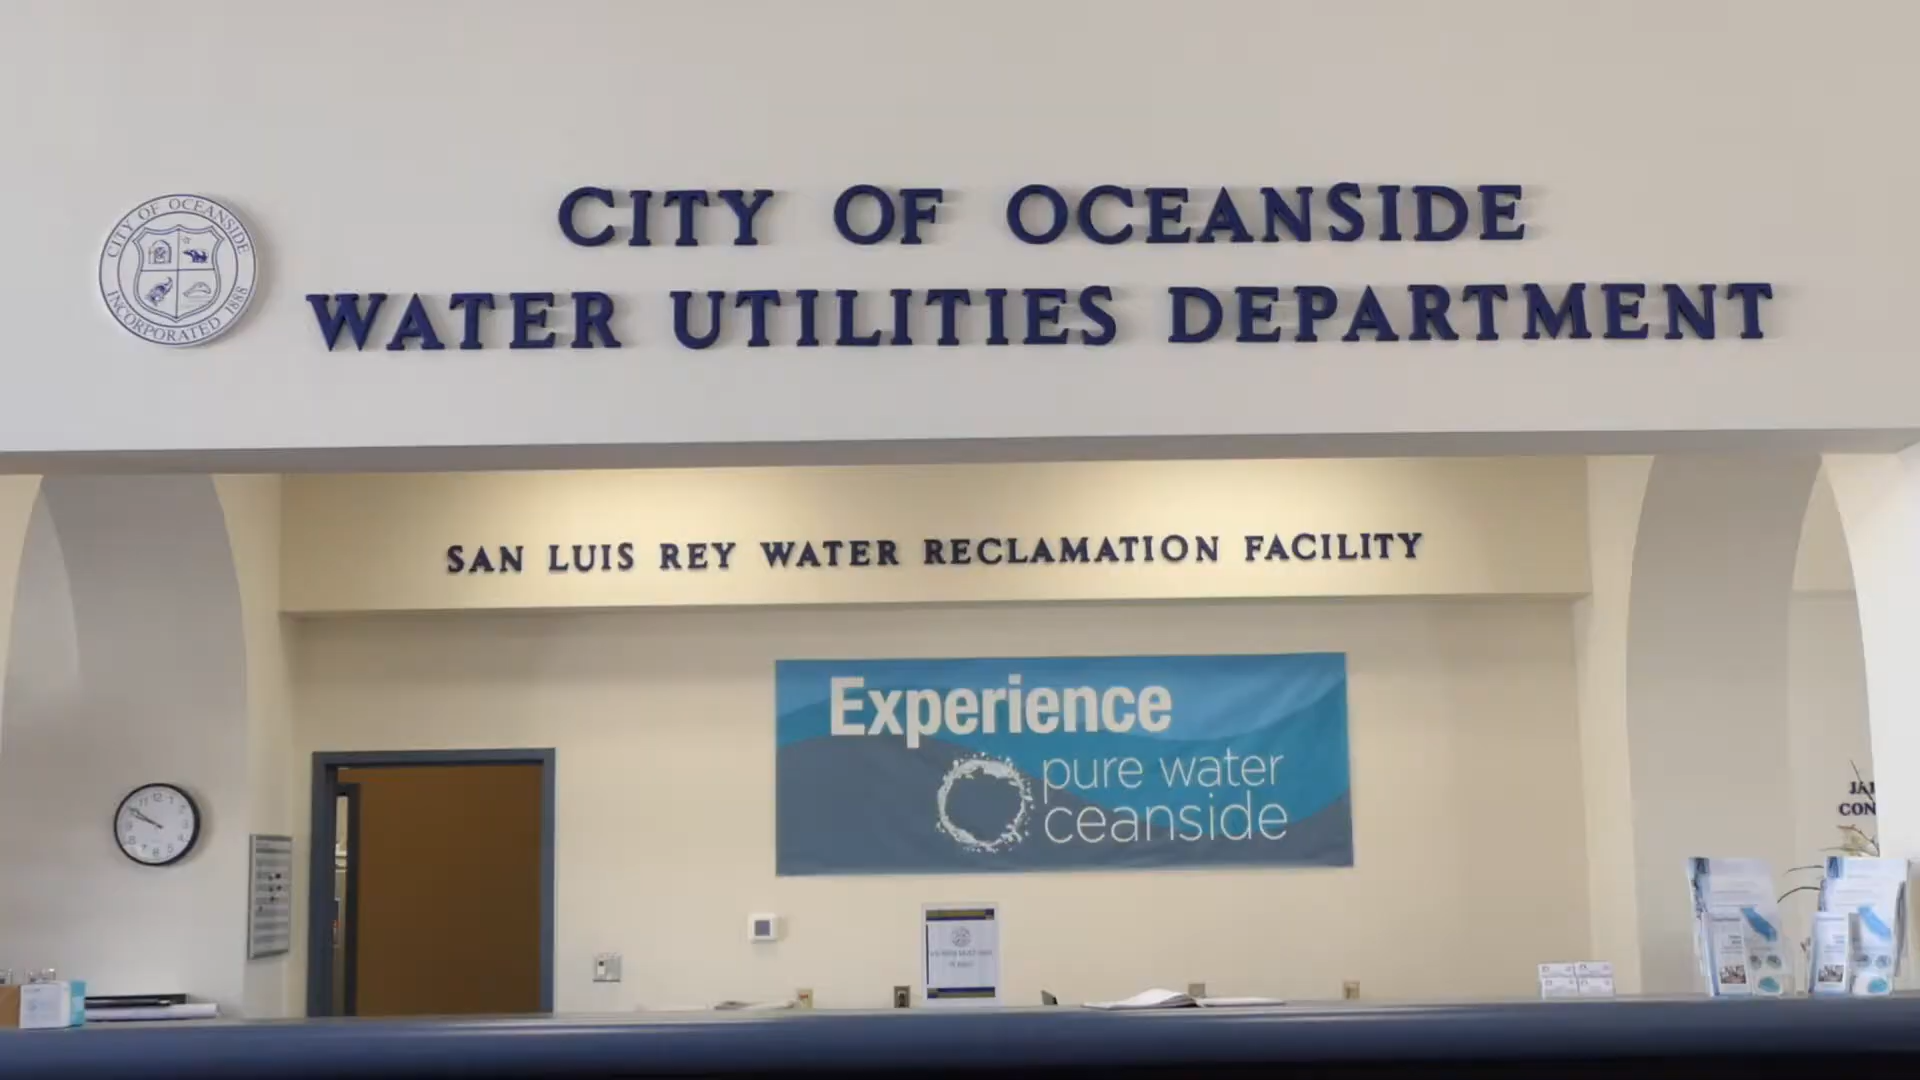 CITY OF OCEANSIDE
INCORPORATED 1888
CITY OF OCEANSIDE
WATER UTILITIES DEPARTMENT
SAN LUIS REY WATER RECLAMATION FACILITY
Experience
pure water
ceanside